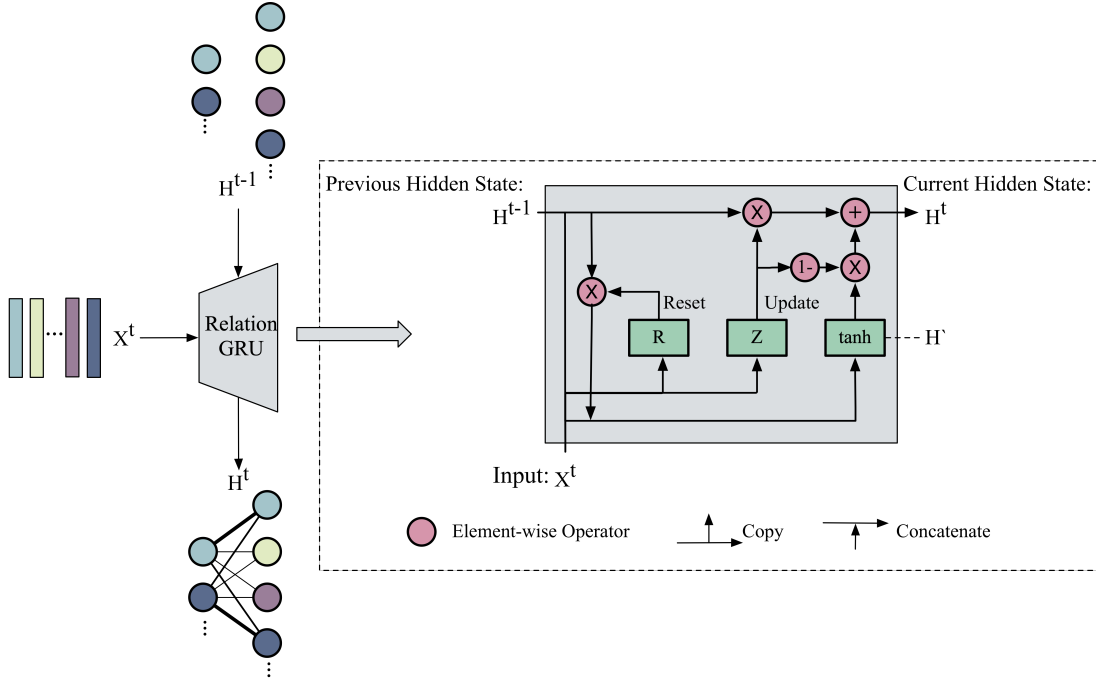 H^t-1
Previous Hidden State:
Current Hidden State:
H^t-1
X
+
H^t
1-
X
X
Reset
Update
X^t
Relation
GRU
R
Z
tanh
H`
H^t
Input: X^t
Element-wise Operator
Copy
Concatenate